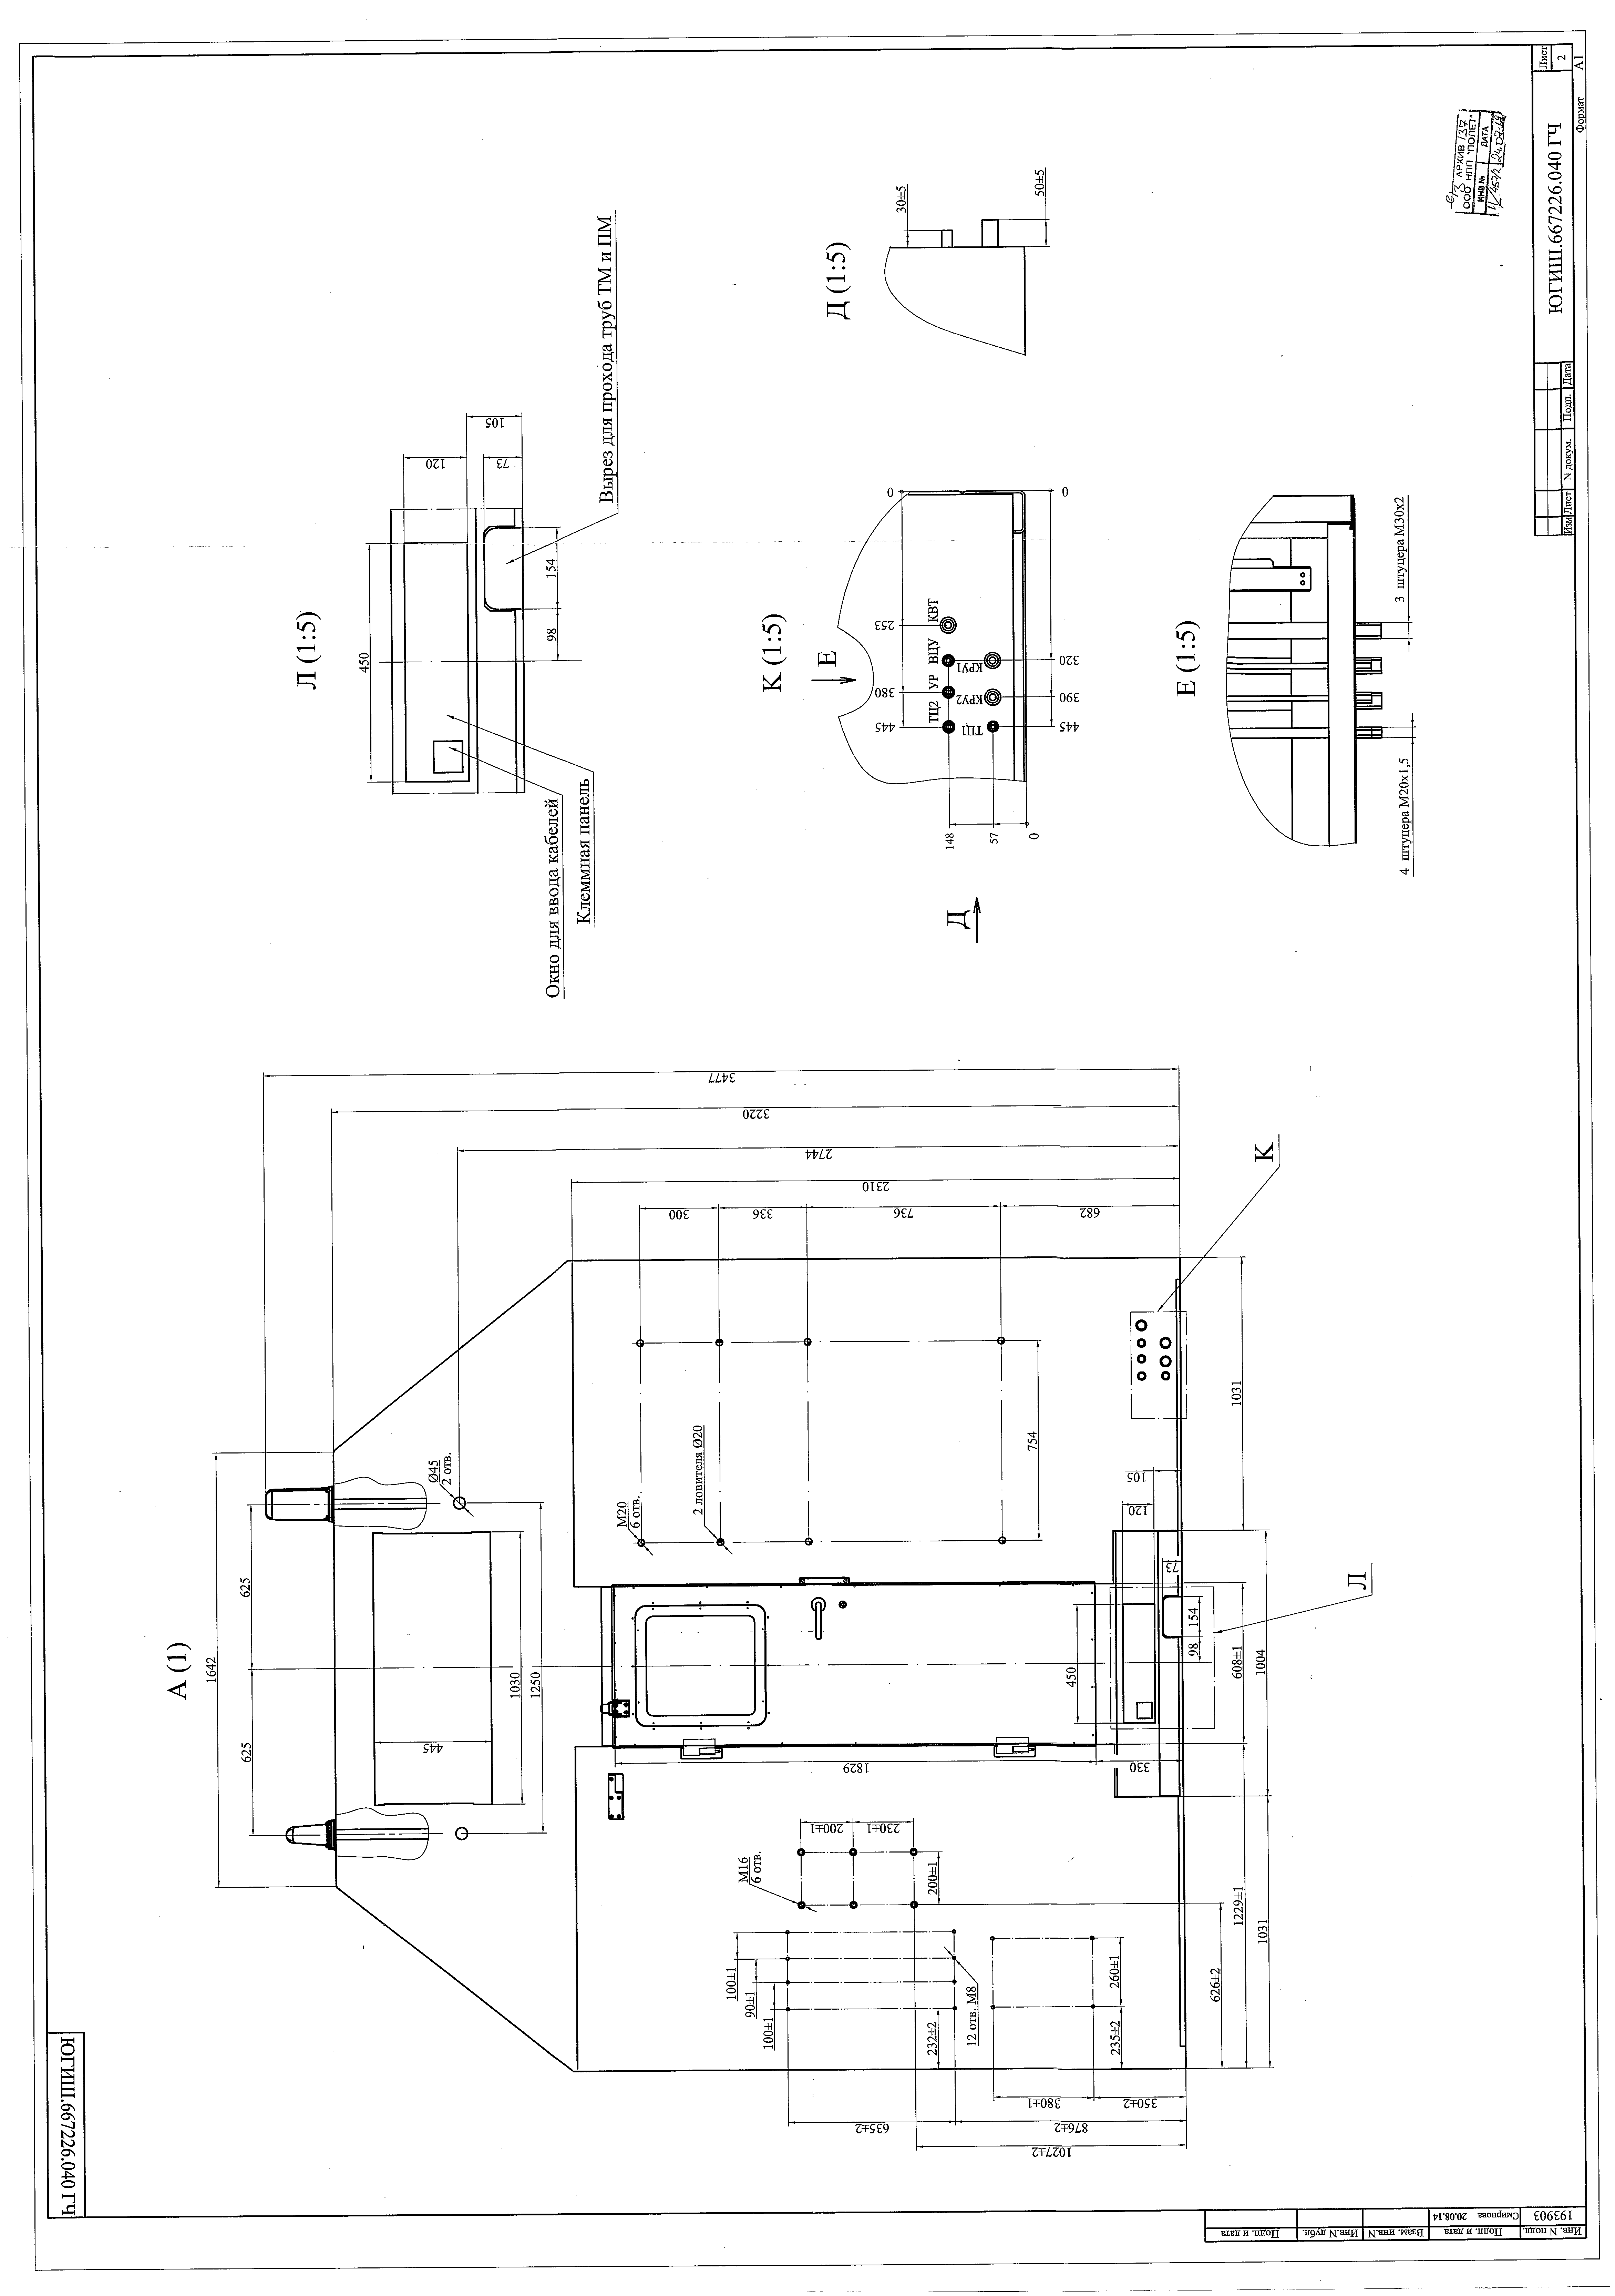 ЮГИШ.667226.040 ГЧ
А (1)
1642
625
625
1030
1250
445
Ø45
2 отв.
3477
3220
2744
2310
300
336
736
682
М20
6 отв.
2 ловителя Ø20
754
1031
105
120
73
154
98
450
608±1
1004
1829
330
К
Л
М16
6 отв.
200±1
230±1
200±1
100±1
90±1
100±1
232±2
12 отв. М8
260±1
235±2
626±2
1229±1
1031
635±2
380±1
350±2
876±2
1027±2
Л (1:5)
450
120
105
73
154
98
Окно для ввода кабелей
Клеммная панель
Вырез для прохода труб ТМ и ПМ
К (1:5)
Е
0
253
380
445
ТЦ2
УР
ВЦУ
КВТ
ТЦ1
КРУ2
КРУ1
445
390
320
0
148
57
0
Д
Д (1:5)
30±5
50±5
Е (1:5)
4 штуцера М20х1,5
3 штуцера М30х2
АРХИВ 137
ООО НПП "ПОЛЕТ"
ИНВ №
ДАТА
Изм
Лист
N докум.
Подп.
Дата
ЮГИШ.667226.040 ГЧ
Лист
2
Формат
А1
Инв. N подл.
Подп. и дата
Взам. инв.N
Инв.N дубл.
Подп. и дата
193903
Смирнова 20.08.14